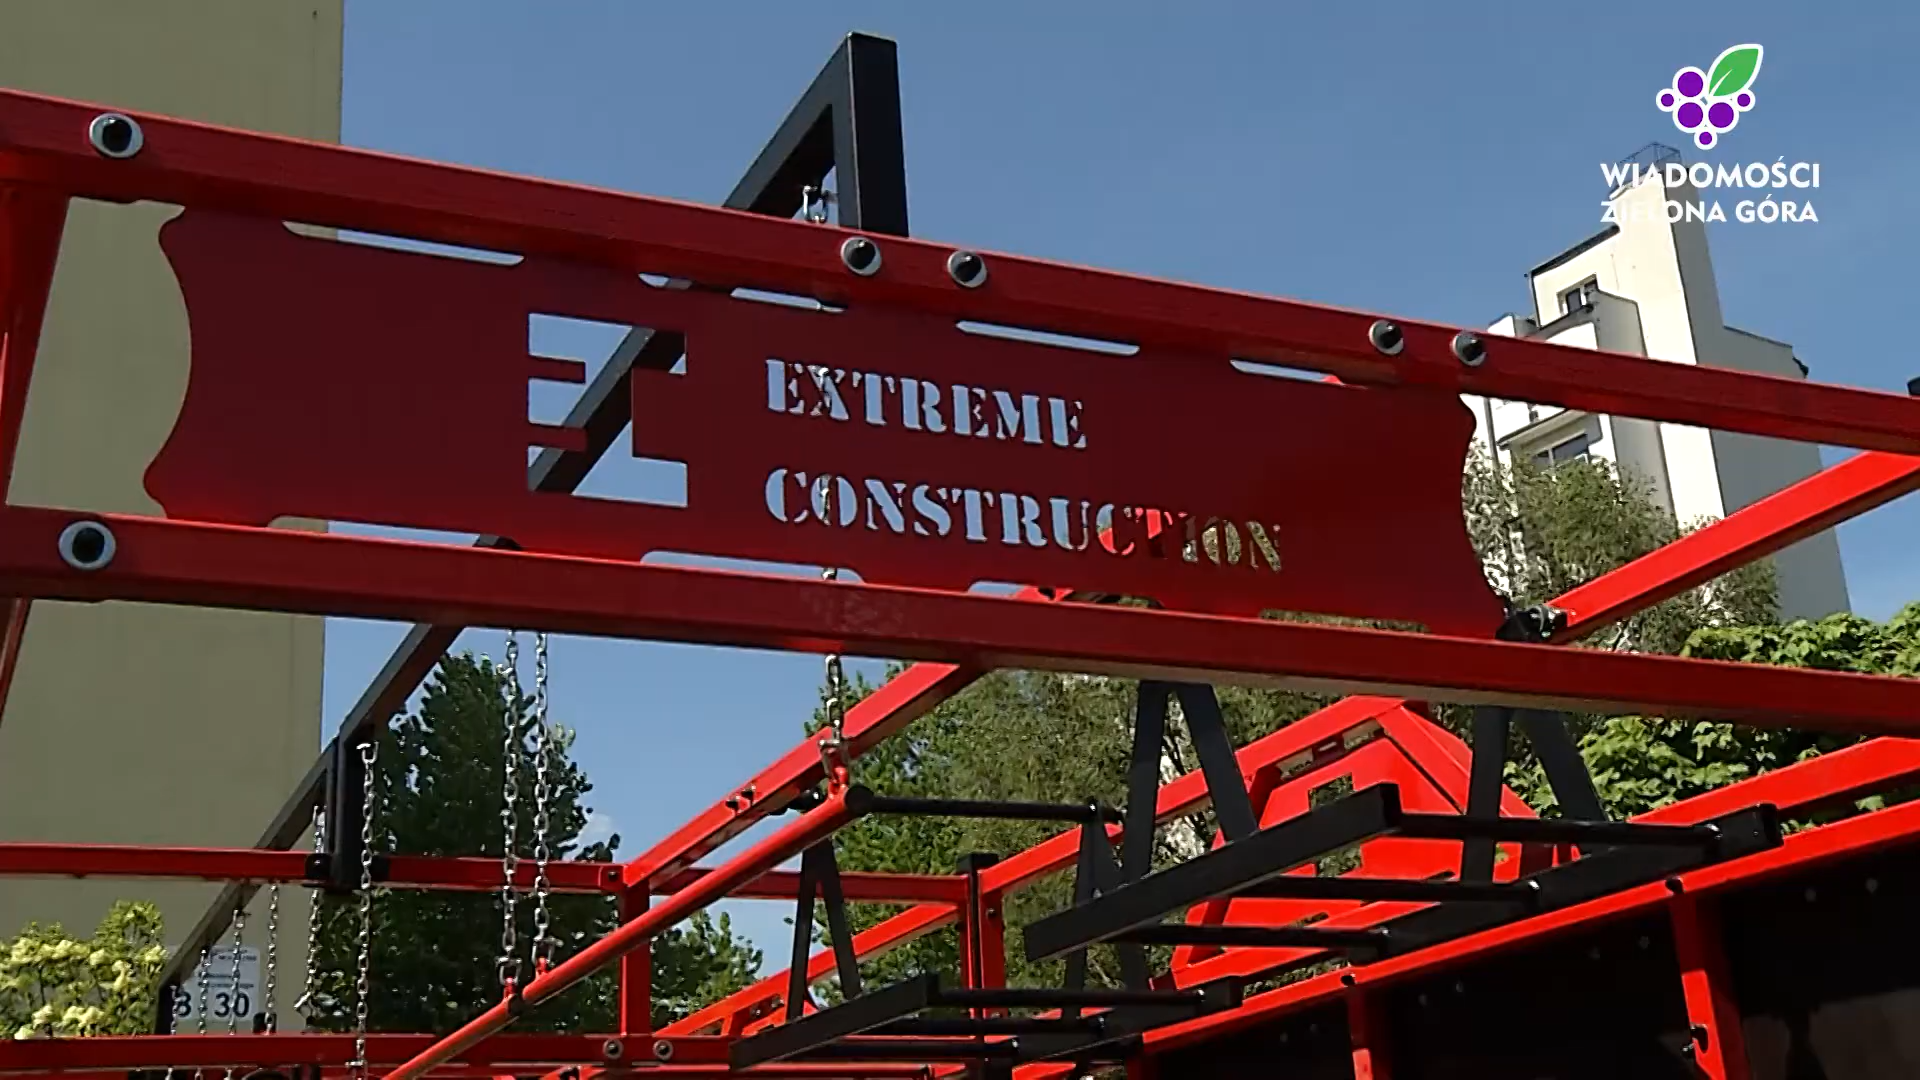 WIADOMOŚCI
ZIELONA GÓRA
EXTREME
CONSTRUCTION
30